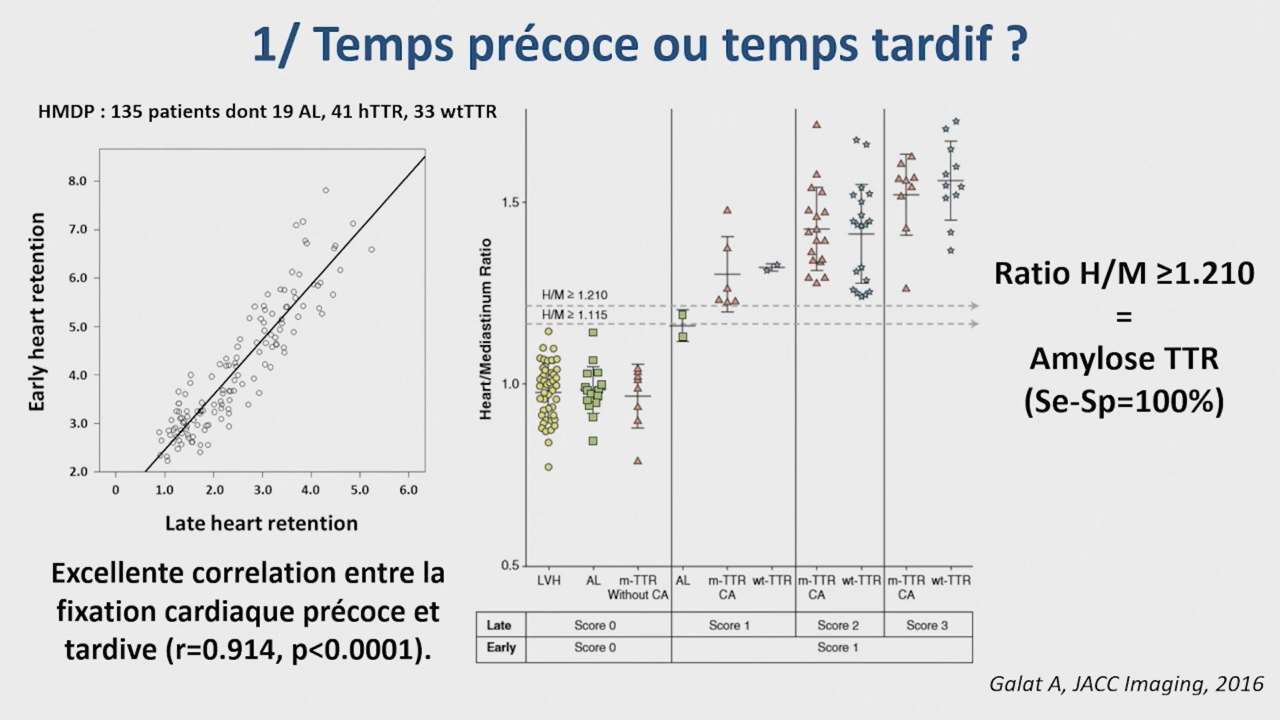 1/ Temps précoce ou temps tardif ?
HMDP : 135 patients dont 19 AL, 41 hTTR, 33 wtTTR
Early heart retention
8.0
7.0
6.0
5.0
4.0
3.0
2.0
0 1.0 2.0 3.0 4.0 5.0 6.0
Late heart retention
Excellente correlation entre la
fixation cardiaque précoce et
tardive (r=0.914, p<0.0001).
Heart/Mediastinum Ratio
1.5
1.0
0.5
H/M ≥ 1.210
H/M ≥ 1.115
LVH AL m-TTR AL m-TTR wt-TTR m-TTR wt-TTR m-TTR wt-TTR
Without CA CA CA CA
Late Score 0 Score 1 Score 2 Score 3
Early Score 0 Score 1
Ratio H/M ≥1.210
=
Amylose TTR
(Se-Sp=100%)
Galat A, JACC Imaging, 2016